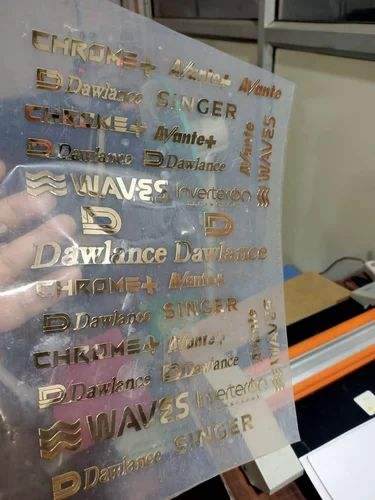 CHROME+ Avante+ Avante
Dawlance SINGER
CHROME+ Avante+ Avante WAVES
Dawlance Dawlance
WAVES Inverteron
D D
Dawlance Dawlance
CHROME+ Avante+
Dawlance SINGER
CHROME+ Avante+ WAVES
Dawlance Dawlance
WAVES Inverteron
Dawlance SINGER